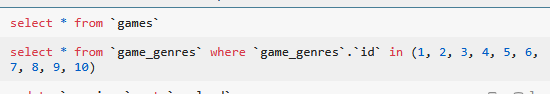 select * from `games`
select * from `game_genres` where `game_genres`.`id` in (1, 2, 3, 4, 5, 6,
7, 8, 9, 10)